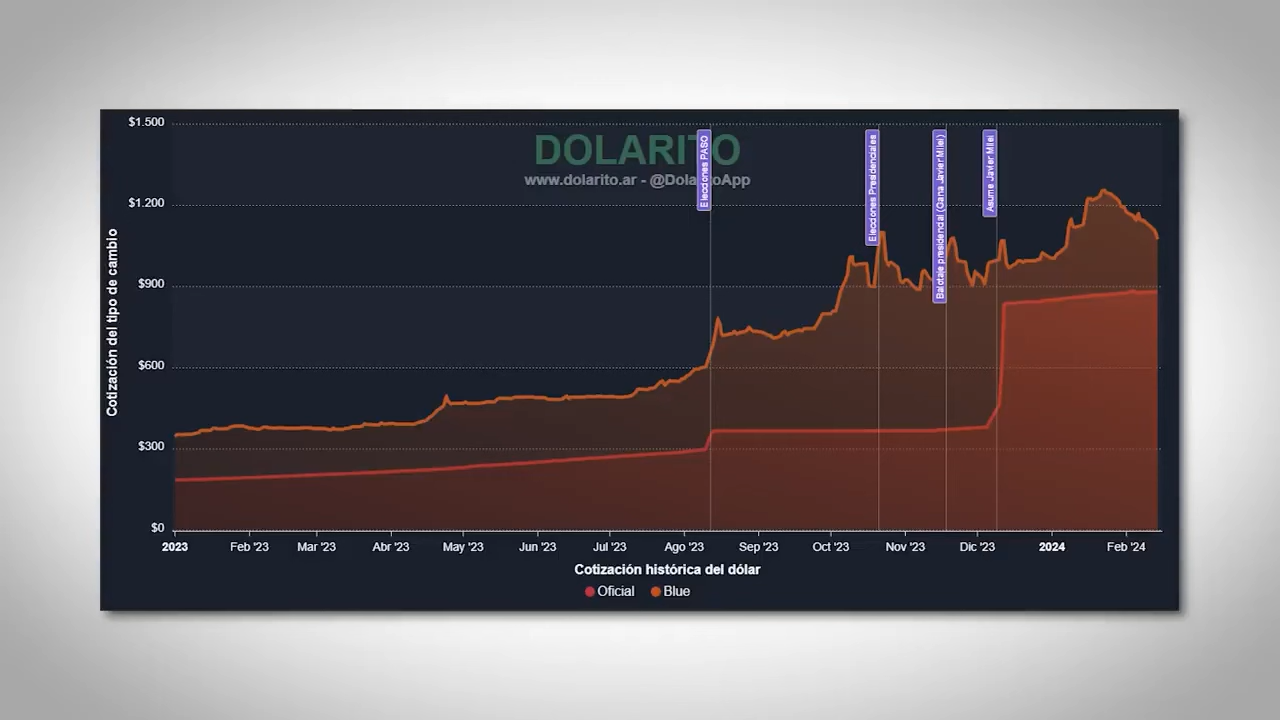 $1.500
$1.200
$900
$600
$300
$0
Cotización del tipo de cambio
DOLARITO
www.dolarito.ar - @DolaritoApp
Elecciones PASO
Elecciones Presidenciales
Balotaje presidencial (Gana Javier Milei)
Asume Javier Milei
2023 Feb '23 Mar '23 Abr '23 May '23 Jun '23 Jul '23 Ago '23 Sep '23 Oct '23 Nov '23 Dic '23 2024 Feb '24
Cotización histórica del dólar
Oficial Blue